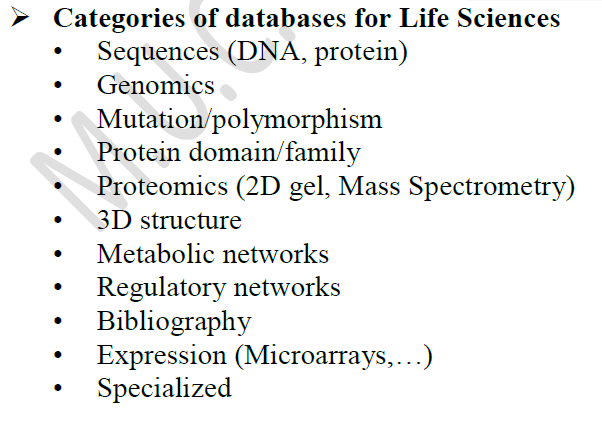 ➢ Categories of databases for Life Sciences
• Sequences (DNA, protein)
• Genomics
• Mutation/polymorphism
• Protein domain/family
• Proteomics (2D gel, Mass Spectrometry)
• 3D structure
• Metabolic networks
• Regulatory networks
• Bibliography
• Expression (Microarrays,…)
• Specialized
M.U.C.